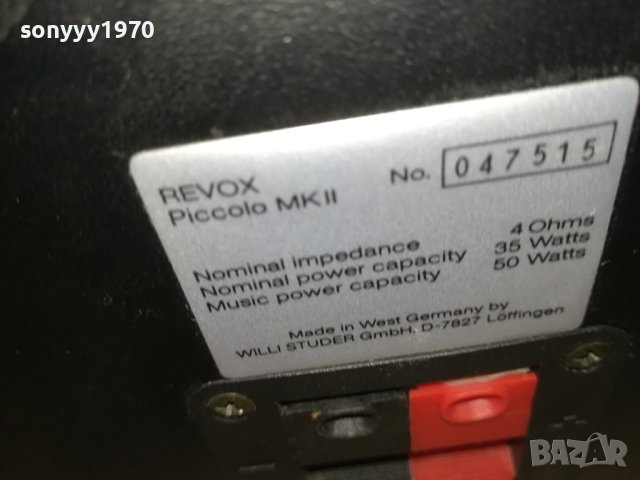 sonyyy1970
REVOX
Piccolo MKII
No. 047515
Nominal impedance 4 Ohms
Nominal power capacity 35 Watts
Music power capacity 50 Watts
Made in West Germany by
WILLI STUDER GmbH, D-7827 Löffingen
- +
BAZAR